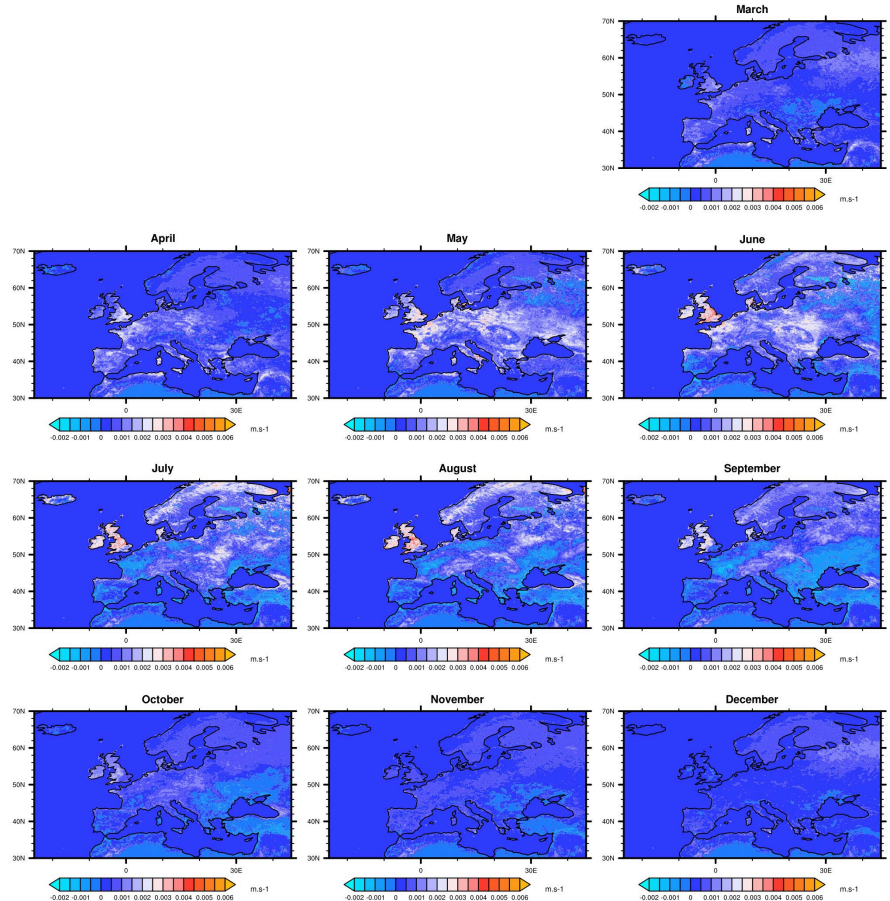 March
70N
60N
50N
40N
30N
0 30E
-0.002 -0.001 0 0.001 0.002 0.003 0.004 0.005 0.006 m.s-1
April May June
70N 70N 70N
60N 60N 60N
50N 50N 50N
40N 40N 40N
30N 30N 30N
0 30E 0 30E 0 30E
-0.002 -0.001 0 0.001 0.002 0.003 0.004 0.005 0.006 m.s-1 -0.002 -0.001 0 0.001 0.002 0.003 0.004 0.005 0.006 m.s-1 -0.002 -0.001 0 0.001 0.002 0.003 0.004 0.005 0.006 m.s-1
July August September
70N 70N 70N
60N 60N 60N
50N 50N 50N
40N 40N 40N
30N 30N 30N
0 30E 0 30E 0 30E
-0.002 -0.001 0 0.001 0.002 0.003 0.004 0.005 0.006 m.s-1 -0.002 -0.001 0 0.001 0.002 0.003 0.004 0.005 0.006 m.s-1 -0.002 -0.001 0 0.001 0.002 0.003 0.004 0.005 0.006 m.s-1
October November December
70N 70N 70N
60N 60N 60N
50N 50N 50N
40N 40N 40N
30N 30N 30N
0 30E 0 30E 0 30E
-0.002 -0.001 0 0.001 0.002 0.003 0.004 0.005 0.006 m.s-1 -0.002 -0.001 0 0.001 0.002 0.003 0.004 0.005 0.006 m.s-1 -0.002 -0.001 0 0.001 0.002 0.003 0.004 0.005 0.006 m.s-1